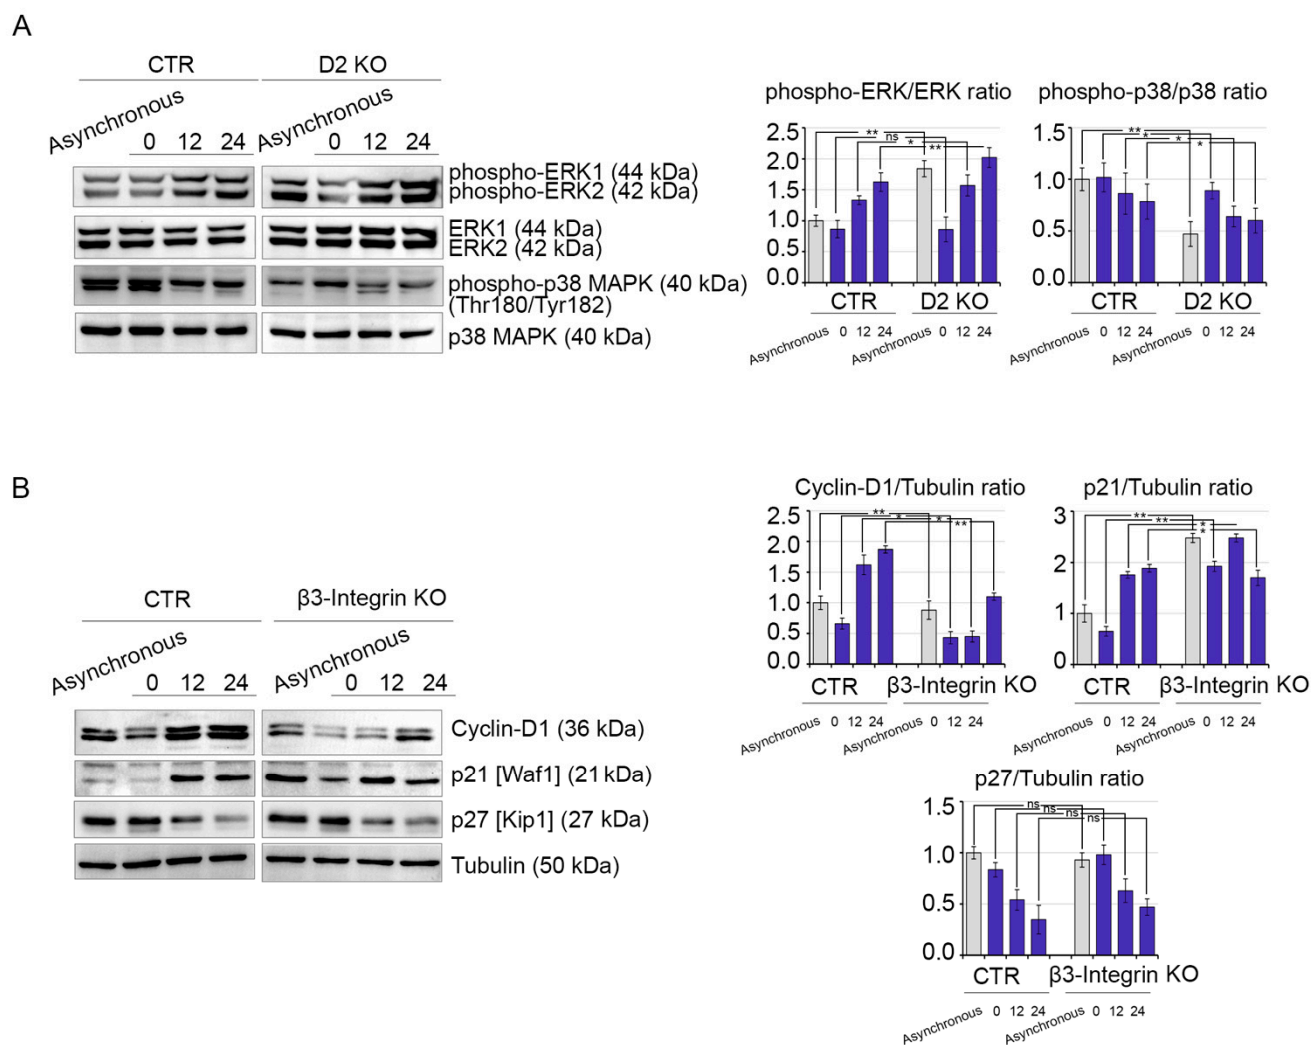 A
CTR D2 KO
Asynchronous 0 12 24 Asynchronous 0 12 24
phospho-ERK1 (44 kDa)
phospho-ERK2 (42 kDa)
ERK1 (44 kDa)
ERK2 (42 kDa)
phospho-p38 MAPK (40 kDa)
(Thr180/Tyr182)
p38 MAPK (40 kDa)
phospho-ERK/ERK ratio
2.5
2.0
1.5
1.0
0.5
0.0
** ns * **
CTR D2 KO
Asynchronous 0 12 24 Asynchronous 0 12 24
phospho-p38/p38 ratio
1.5
1.0
0.5
0.0
** * * *
CTR D2 KO
Asynchronous 0 12 24 Asynchronous 0 12 24
B
CTR β3-Integrin KO
Asynchronous 0 12 24 Asynchronous 0 12 24
Cyclin-D1 (36 kDa)
p21 [Waf1] (21 kDa)
p27 [Kip1] (27 kDa)
Tubulin (50 kDa)
Cyclin-D1/Tubulin ratio
2.5
2.0
1.5
1.0
0.5
0.0
** * * **
CTR β3-Integrin KO
Asynchronous 0 12 24 Asynchronous 0 12 24
p21/Tubulin ratio
3
2
1
0
** ** * *
CTR β3-Integrin KO
Asynchronous 0 12 24 Asynchronous 0 12 24
p27/Tubulin ratio
1.5
1.0
0.5
0.0
ns ns ns ns
CTR β3-Integrin KO
Asynchronous 0 12 24 Asynchronous 0 12 24